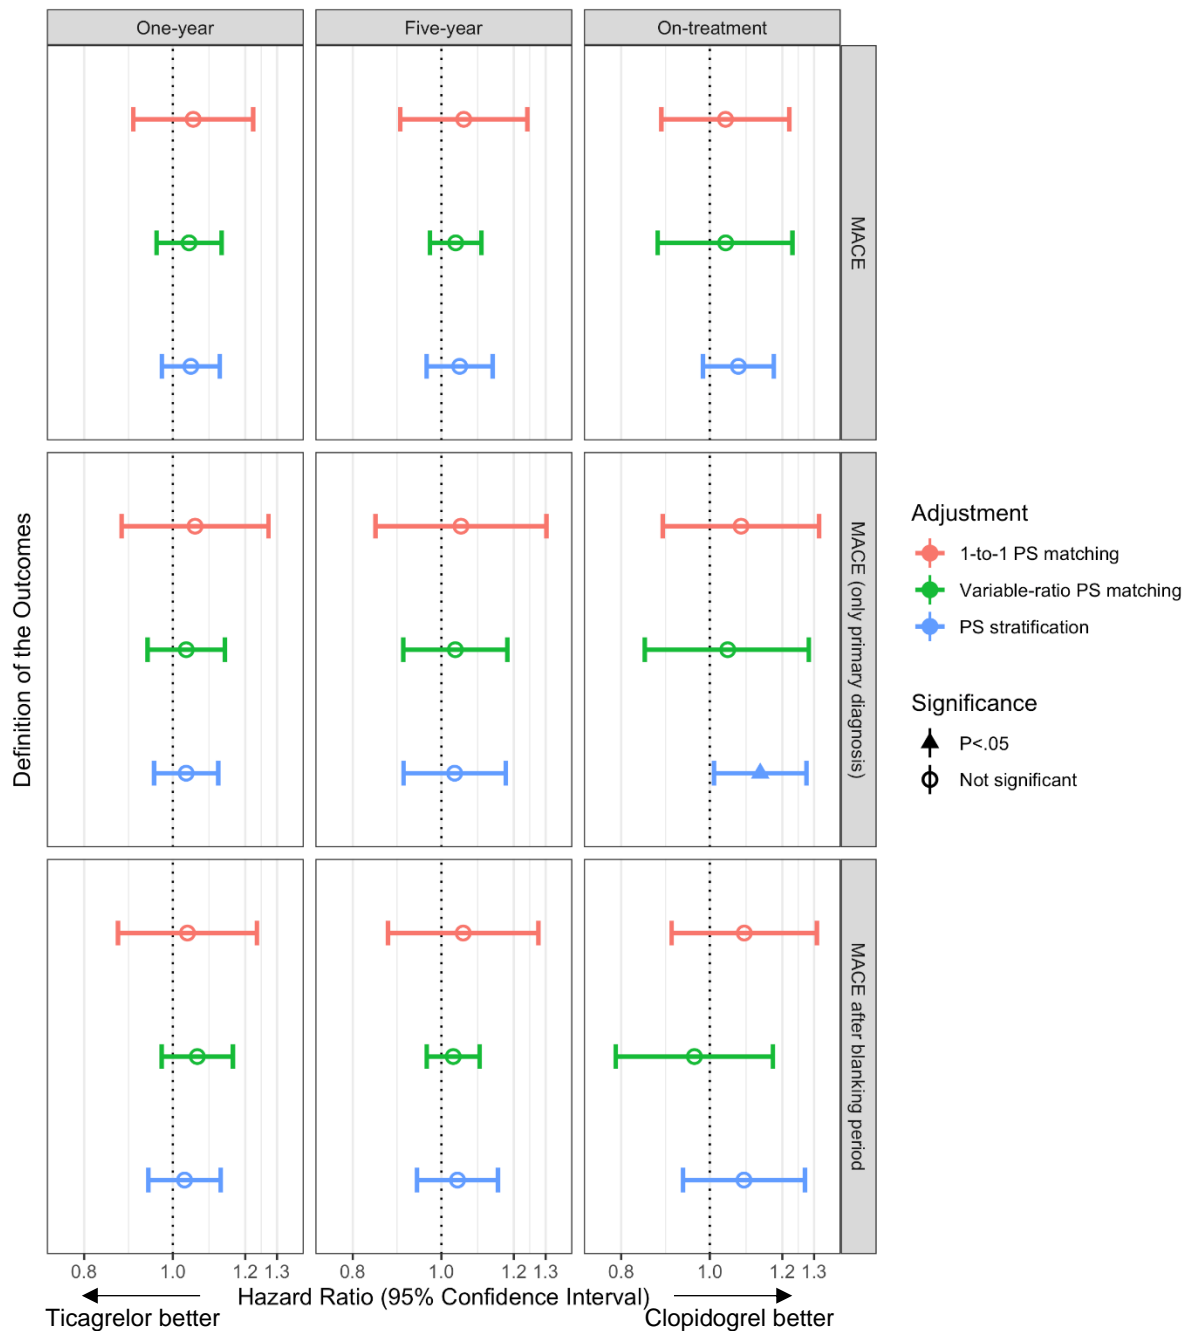 One-year
Five-year
On-treatment
MACE
MACE (only primary diagnosis)
MACE after blanking period
Definition of the Outcomes
Adjustment
1-to-1 PS matching
Variable-ratio PS matching
PS stratification
Significance
P<.05
Not significant
0.8 1.0 1.2 1.3 0.8 1.0 1.2 1.3 0.8 1.0 1.2 1.3
Hazard Ratio (95% Confidence Interval)
Ticagrelor better
Clopidogrel better